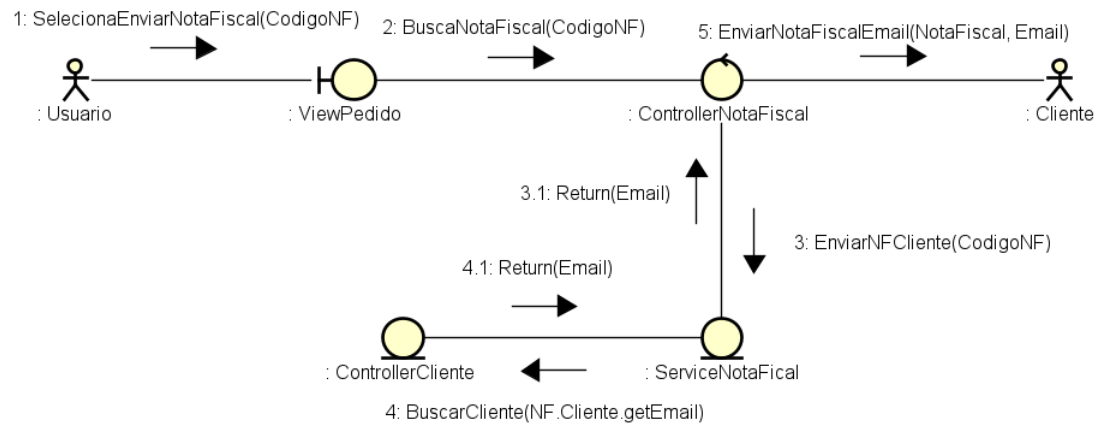 1: SelecionaEnviarNotaFiscal(CodigoNF)
2: BuscaNotaFiscal(CodigoNF)
5: EnviarNotaFiscalEmail(NotaFiscal, Email)
: Usuario
: ViewPedido
: ControllerNotaFiscal
: Cliente
3.1: Return(Email)
3: EnviarNFCliente(CodigoNF)
4.1: Return(Email)
: ControllerCliente
: ServiceNotaFical
4: BuscarCliente(NF.Cliente.getEmail)